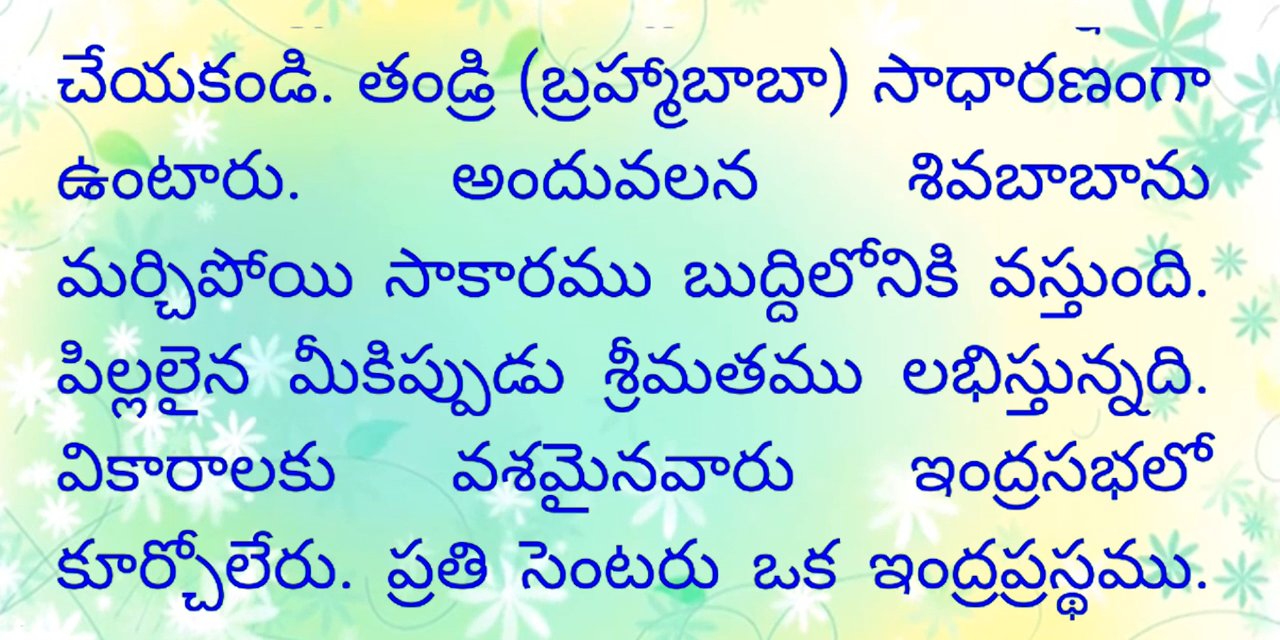 చేయకండి. తండ్రి (బ్రహ్మాబాబా) సాధారణంగా
ఉంటారు. అందువలన శివబాబాను
మర్చిపోయి సాకారము బుద్దిలోనికి వస్తుంది.
పిల్లలైన మీకిప్పుడు శ్రీమతము లభిస్తున్నది.
వికారాలకు వశమైనవారు ఇంద్రసభలో
కూర్చోలేరు. ప్రతి సెంటరు ఒక ఇంద్రప్రస్థము.